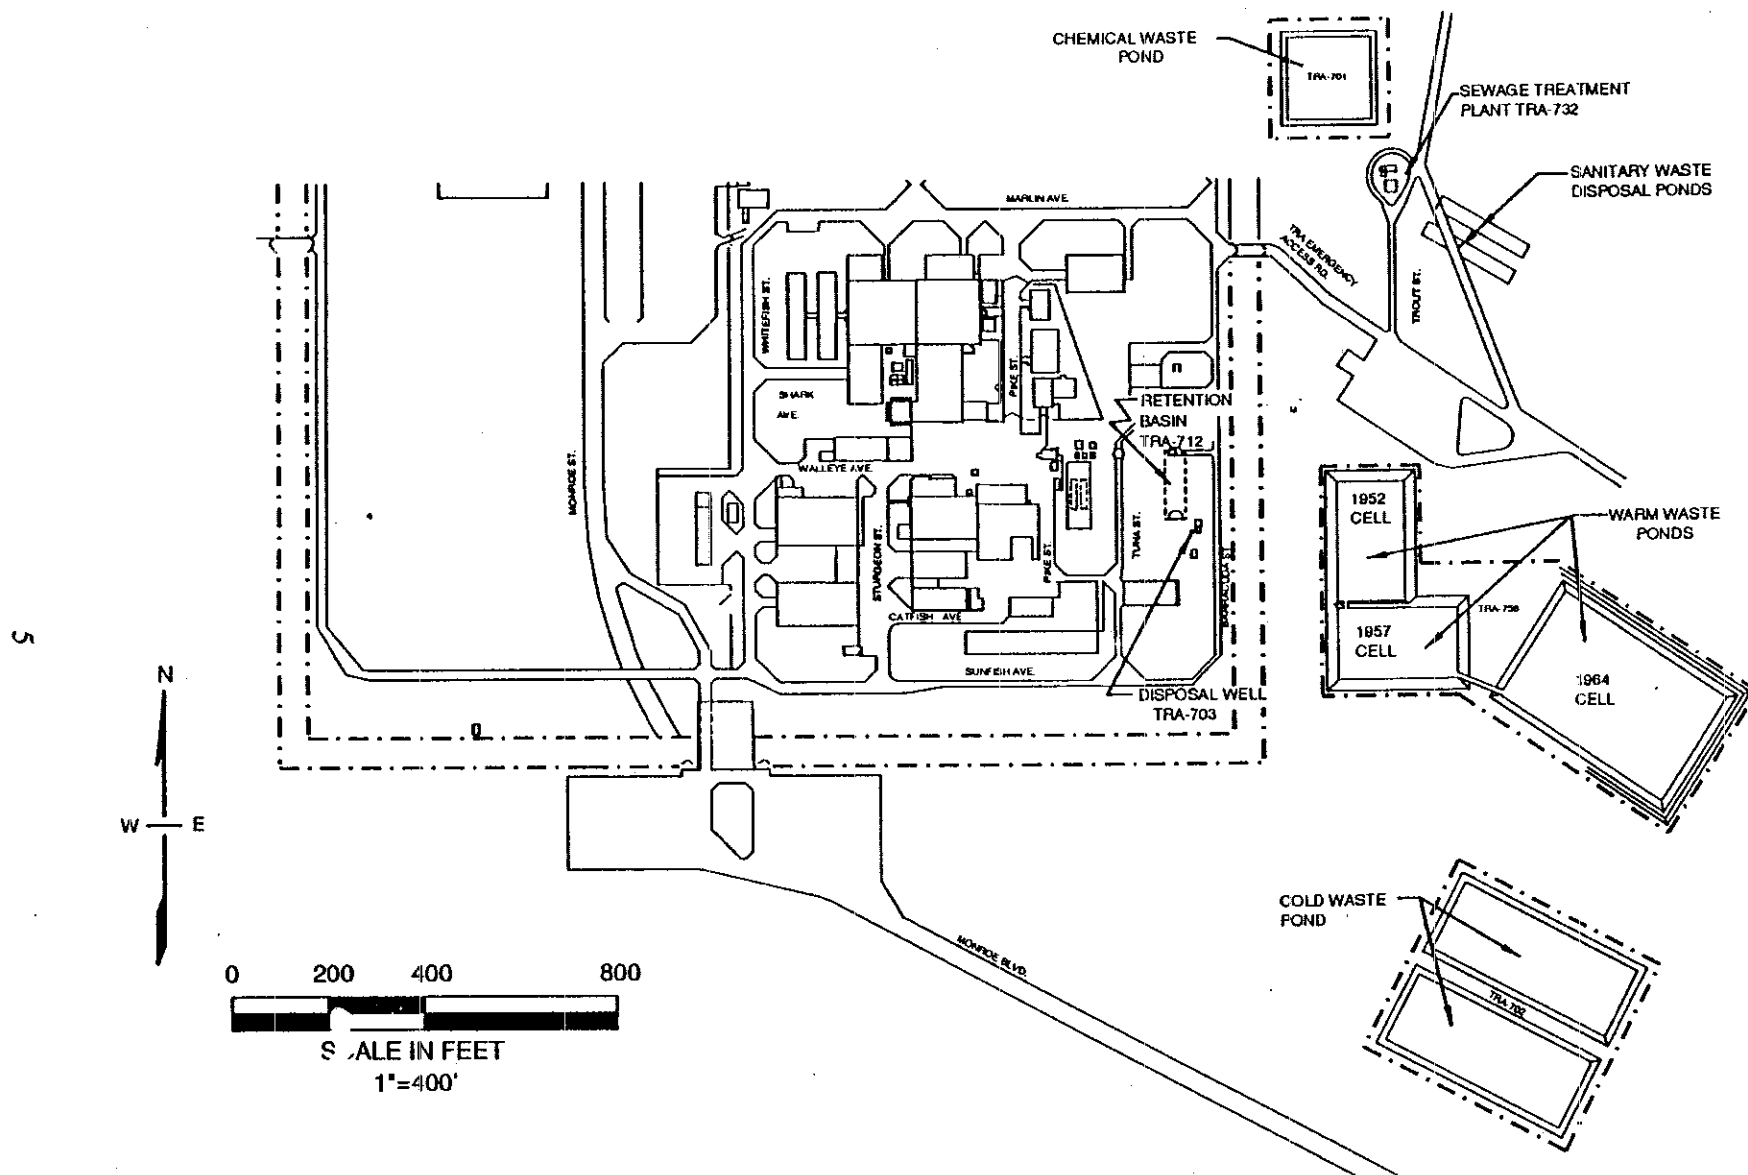 CHEMICAL WASTE
POND
TRA-701
SEWAGE TREATMENT
PLANT TRA-732
SANITARY WASTE
DISPOSAL PONDS
MARLIN AVE.
TRA EMERGENCY
ACCESS RD.
TROUT ST.
WHITEFISH ST.
PIKE ST.
SHARK
AVE.
RETENTION
BASIN
TRA-712
WALLEYE AVE.
MONROE ST.
STURGEON ST.
PIKE ST.
TUNA ST.
BARRACUDA ST.
CATFISH AVE
SUNFISH AVE.
DISPOSAL WELL
TRA-703
1952
CELL
WARM WASTE
PONDS
TRA-758
1957
CELL
1964
CELL
5
N
W E
COLD WASTE
POND
TRA-702
MONROE BLVD.
0 200 400 800
S ALE IN FEET
1"=400'